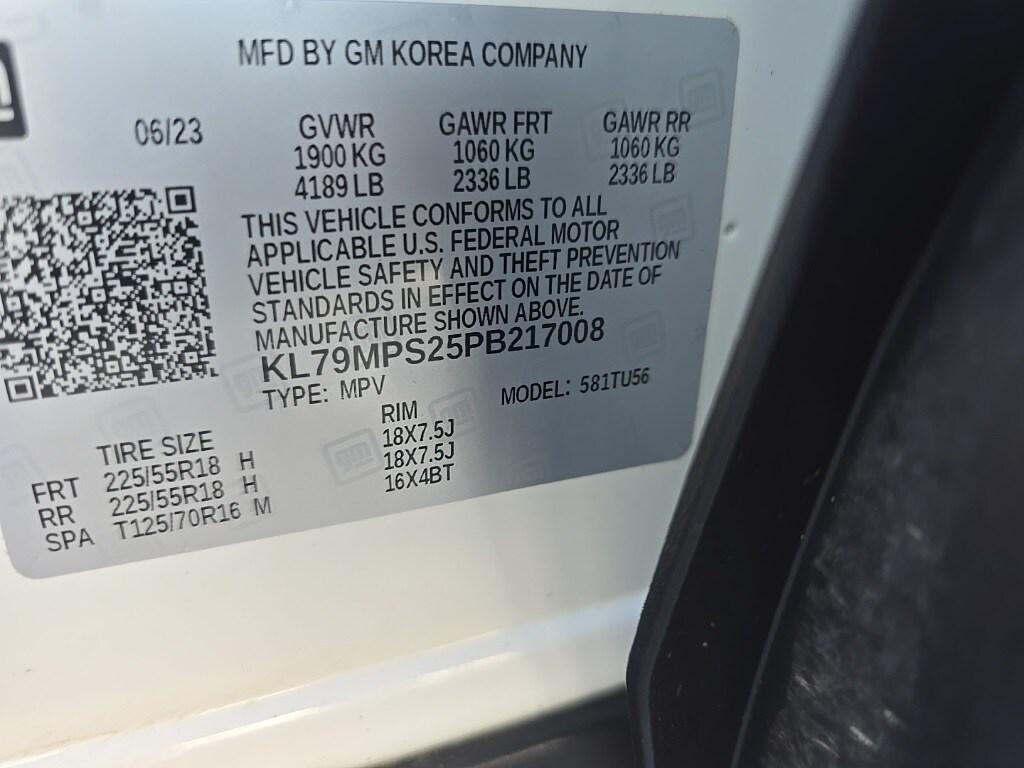 MFD BY GM KOREA COMPANY
06/23 GVWR GAWR FRT GAWR RR
1900 KG 1060 KG 1060 KG
4189 LB 2336 LB 2336 LB
THIS VEHICLE CONFORMS TO ALL
APPLICABLE U.S. FEDERAL MOTOR
VEHICLE SAFETY AND THEFT PREVENTION
STANDARDS IN EFFECT ON THE DATE OF
MANUFACTURE SHOWN ABOVE.
KL79MPS25PB217008
TYPE: MPV MODEL: 581TU56
TIRE SIZE RIM
FRT 225/55R18 H 18X7.5J
RR 225/55R18 H 18X7.5J
SPA T125/70R16 M 16X4BT